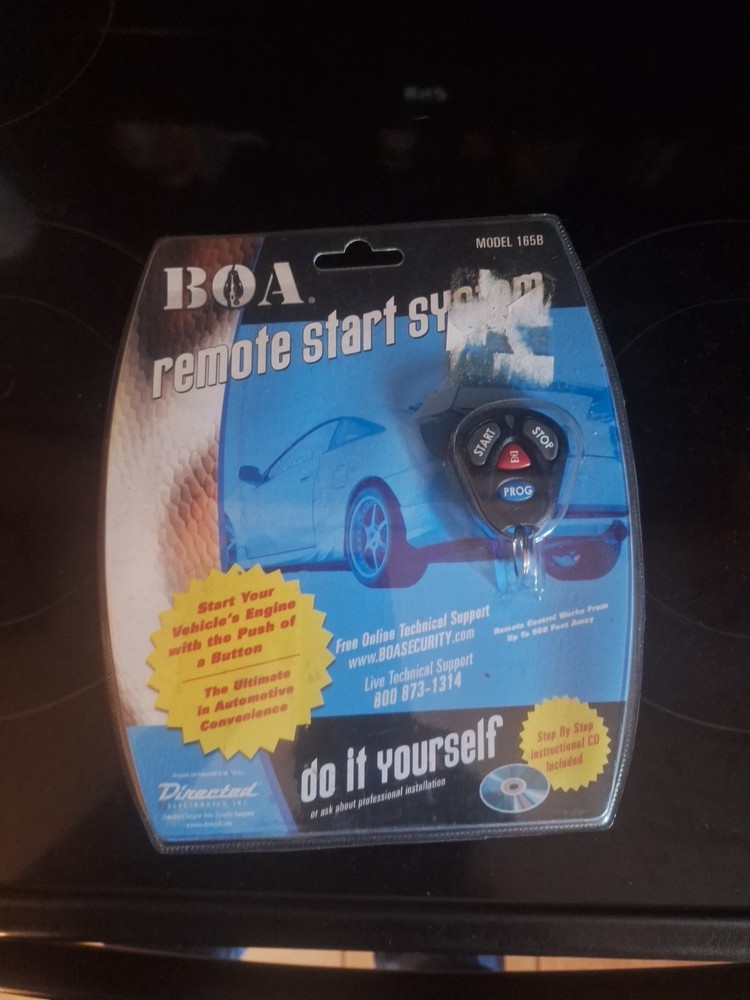 MODEL 165B
BOA.
remote start system
START
STOP
PROG
Start Your
Vehicle's Engine
with the Push of
a Button
The Ultimate
in Automotive
Convenience
Free Online Technical Support
www.BOASECURITY.com
Live Technical Support
800 873-1314
Remote Control Works From
Up To 500 Feet Away
do it yourself
or ask about professional installation
Step By Step
Instructional CD
Included
Directed
ELECTRONICS, INC.